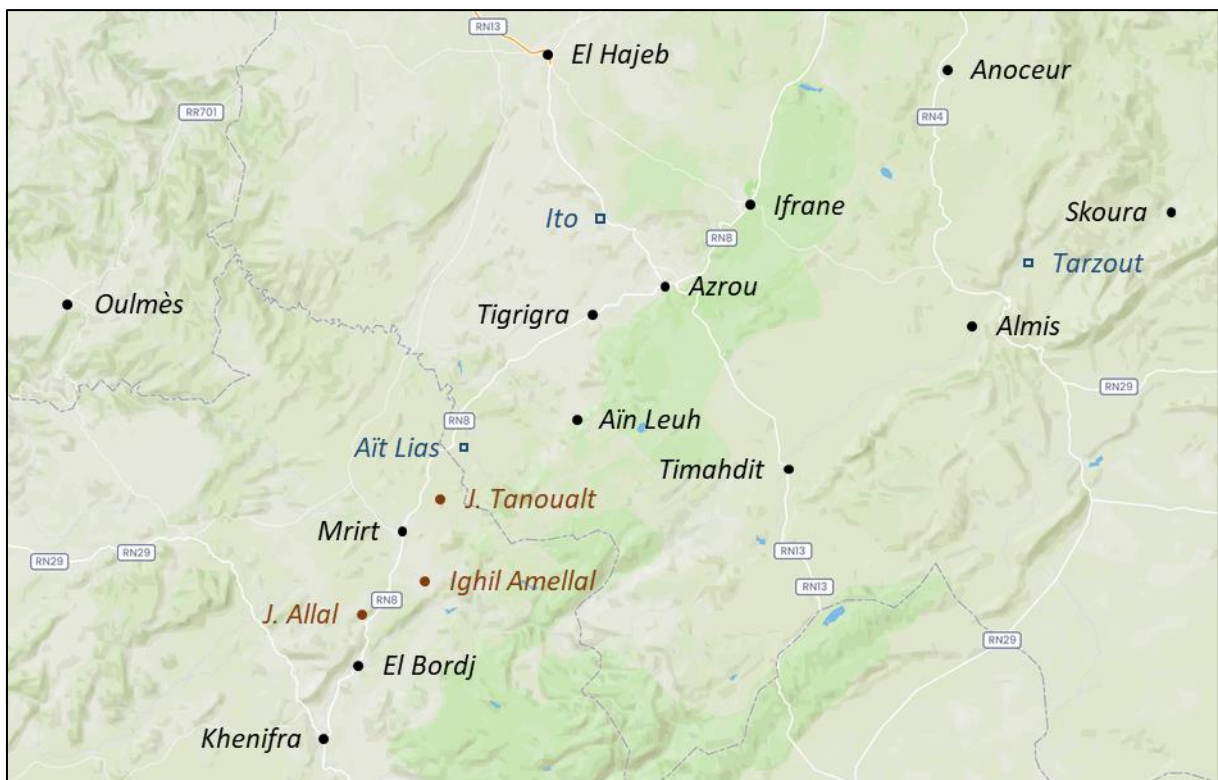 RN13
El Hajeb
Anoceur
RR701
RN4
Ito
Ifrane
Skoura
RN8
Tarzout
Oulmès
Azrou
Tigrigra
Almis
RN29
RN8
Aïn Leuh
Aït Lias
Timahdit
J. Tanoualt
Mrirt
RN29
RN29
RN13
Ighil Amellal
RN13
J. Allal
RN8
RN29
El Bordj
Khenifra